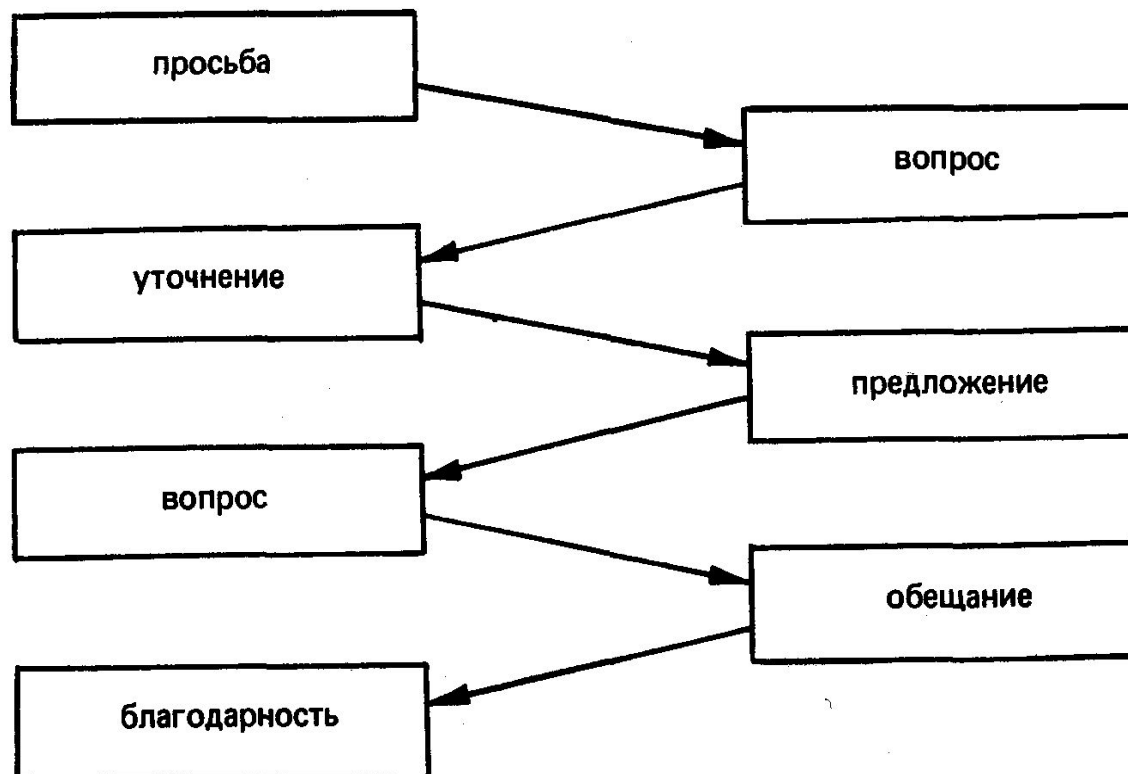 просьба
вопрос
уточнение
предложение
вопрос
обещание
благодарность